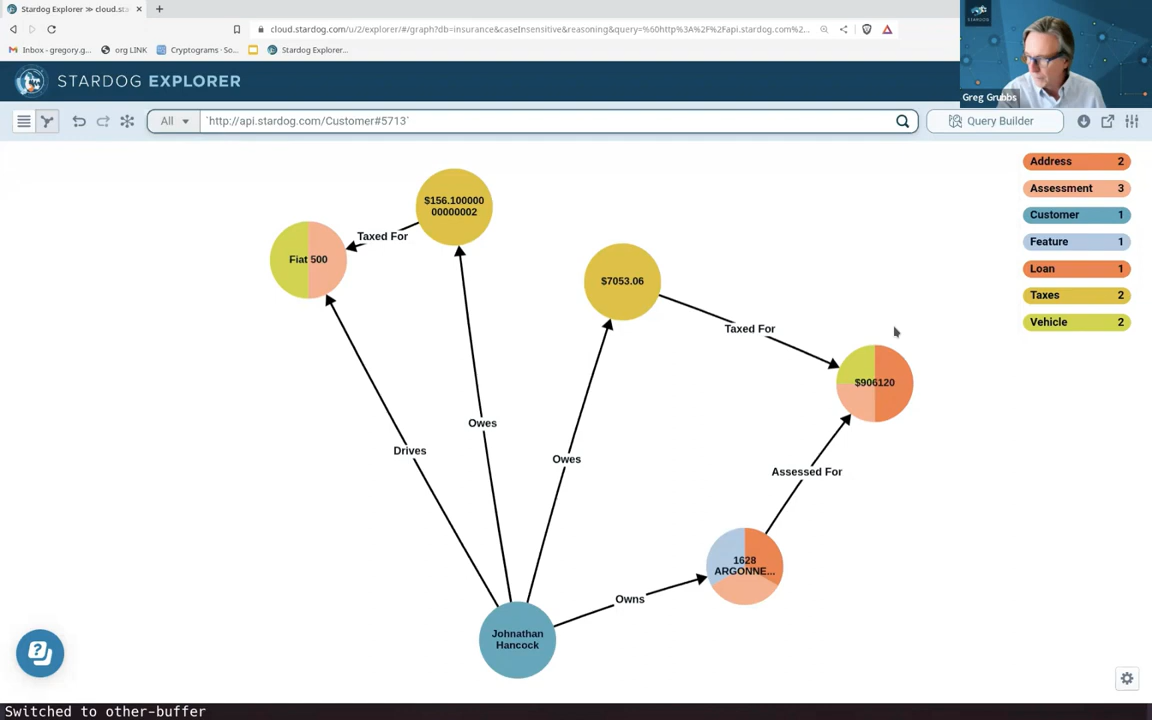 Stardog Explorer ≫ cloud.st
cloud.stardog.com/u/2/explorer/#/graph?db=insurance&caseInsensitive&reasoning&query=%60http%3A%2F%2Fapi.stardog.com%2...
Inbox - gregory.g... org LINK Cryptograms - So... Stardog Explorer...
STARDOG
Greg Grubbs
STARDOG EXPLORER
All `http://api.stardog.com/Customer#5713` Query Builder
Address 2
Assessment 3
Customer 1
Feature 1
Loan 1
Taxes 2
Vehicle 2
$156.100000
00000002
Taxed For
Fiat 500
$7053.06
Taxed For
$906120
Owes
Drives
Owes
Assessed For
1628
ARGONNE...
Owns
Johnathan
Hancock
?
Switched to other-buffer